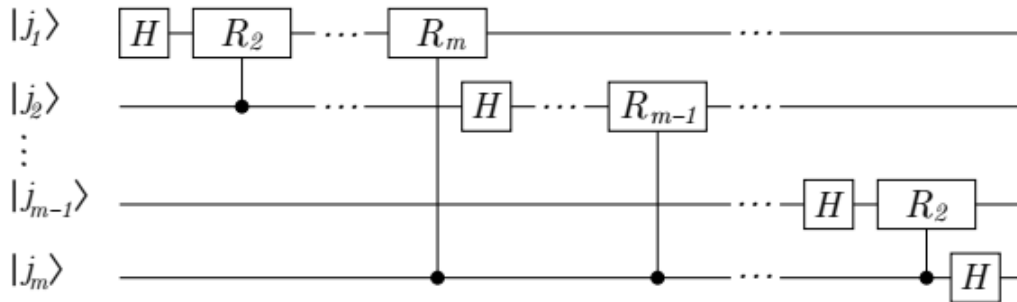 |j₁⟩ H R₂ ... Rₘ ...
|j₂⟩ ... H ... Rₘ₋₁ ...
⋮
|jₘ₋₁⟩ ... H R₂
|jₘ⟩ ... H